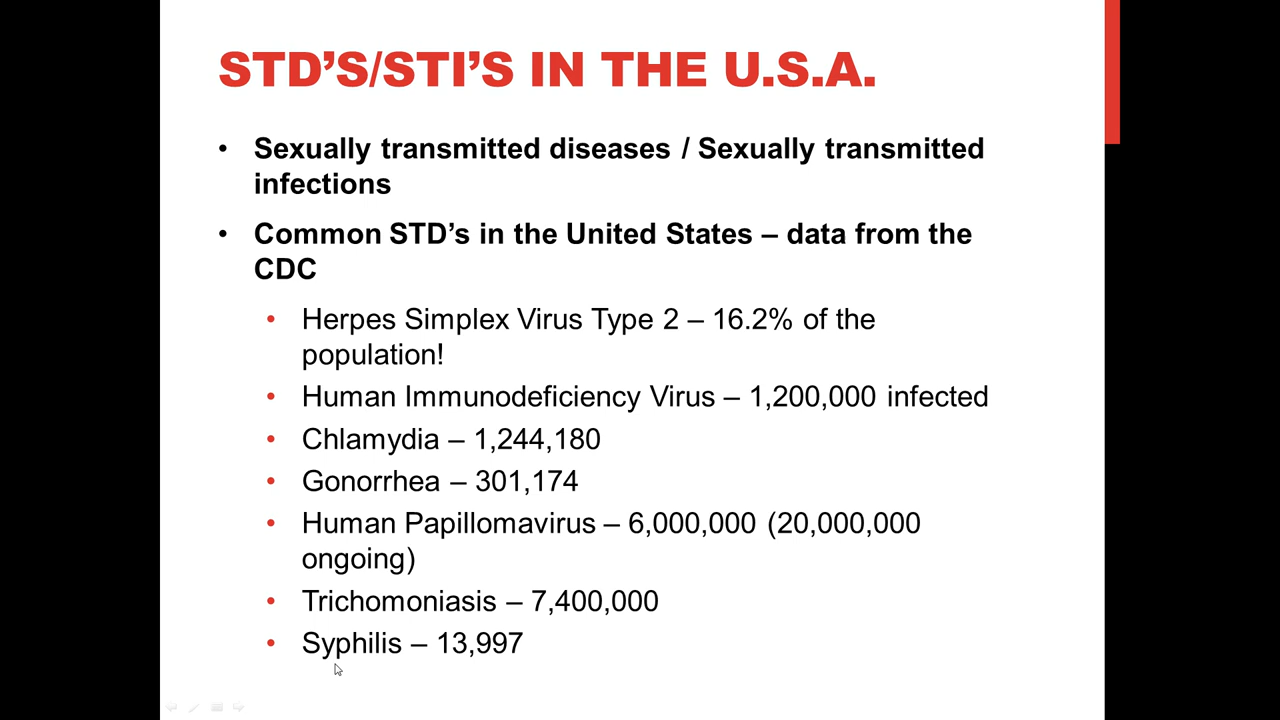 STD’S/STI’S IN THE U.S.A.
• Sexually transmitted diseases / Sexually transmitted
infections
• Common STD’s in the United States – data from the
CDC
• Herpes Simplex Virus Type 2 – 16.2% of the
population!
• Human Immunodeficiency Virus – 1,200,000 infected
• Chlamydia – 1,244,180
• Gonorrhea – 301,174
• Human Papillomavirus – 6,000,000 (20,000,000
ongoing)
• Trichomoniasis – 7,400,000
• Syphilis – 13,997